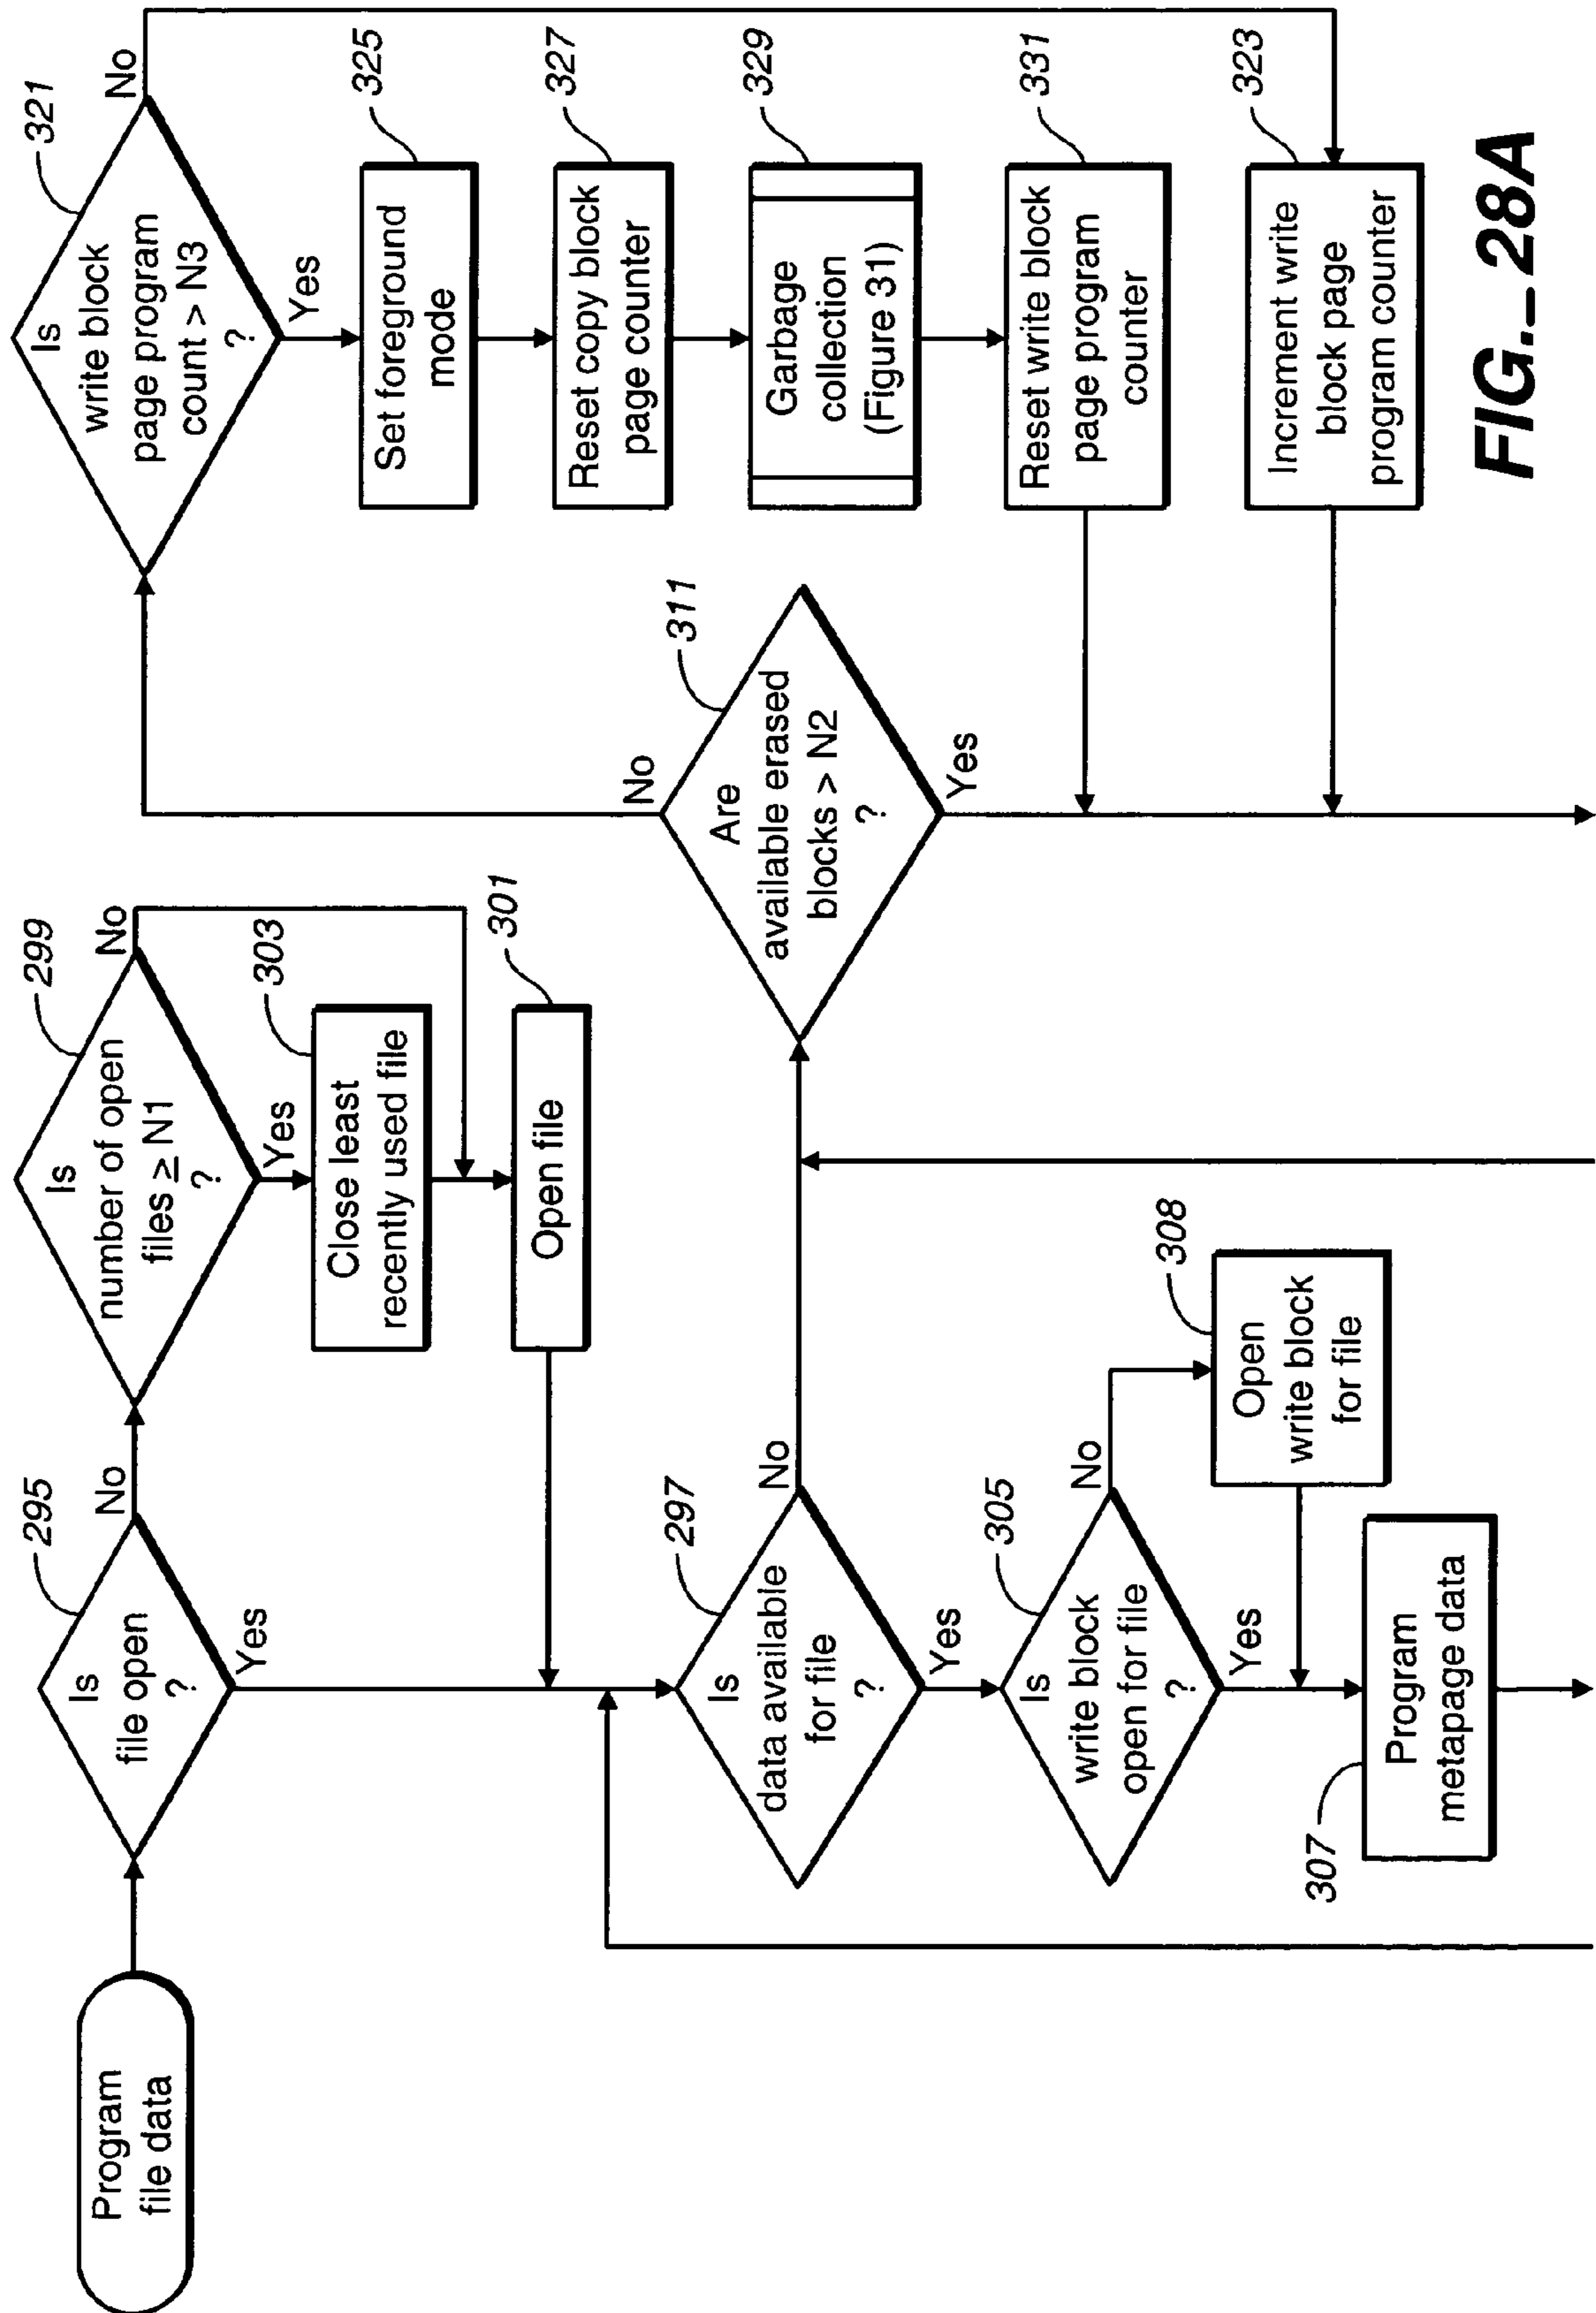 Program
file data
295
Is
file open
?
No
Yes
299
Is
number of open
files ≥ N1
?
No
Yes
303
Close least
recently used file
301
Open file
297
Is
data available
for file
?
No
Yes
305
Is
write block
open for file
?
No
Yes
308
Open
write block
for file
307
Program
metapage data
311
Are
available erased
blocks > N2
?
No
Yes
321
Is
write block
page program
count > N3
?
No
Yes
325
Set foreground
mode
327
Reset copy block
page counter
329
Garbage
collection
(Figure 31)
331
Reset write block
page program
counter
323
Increment write
block page
program counter
FIG._28A